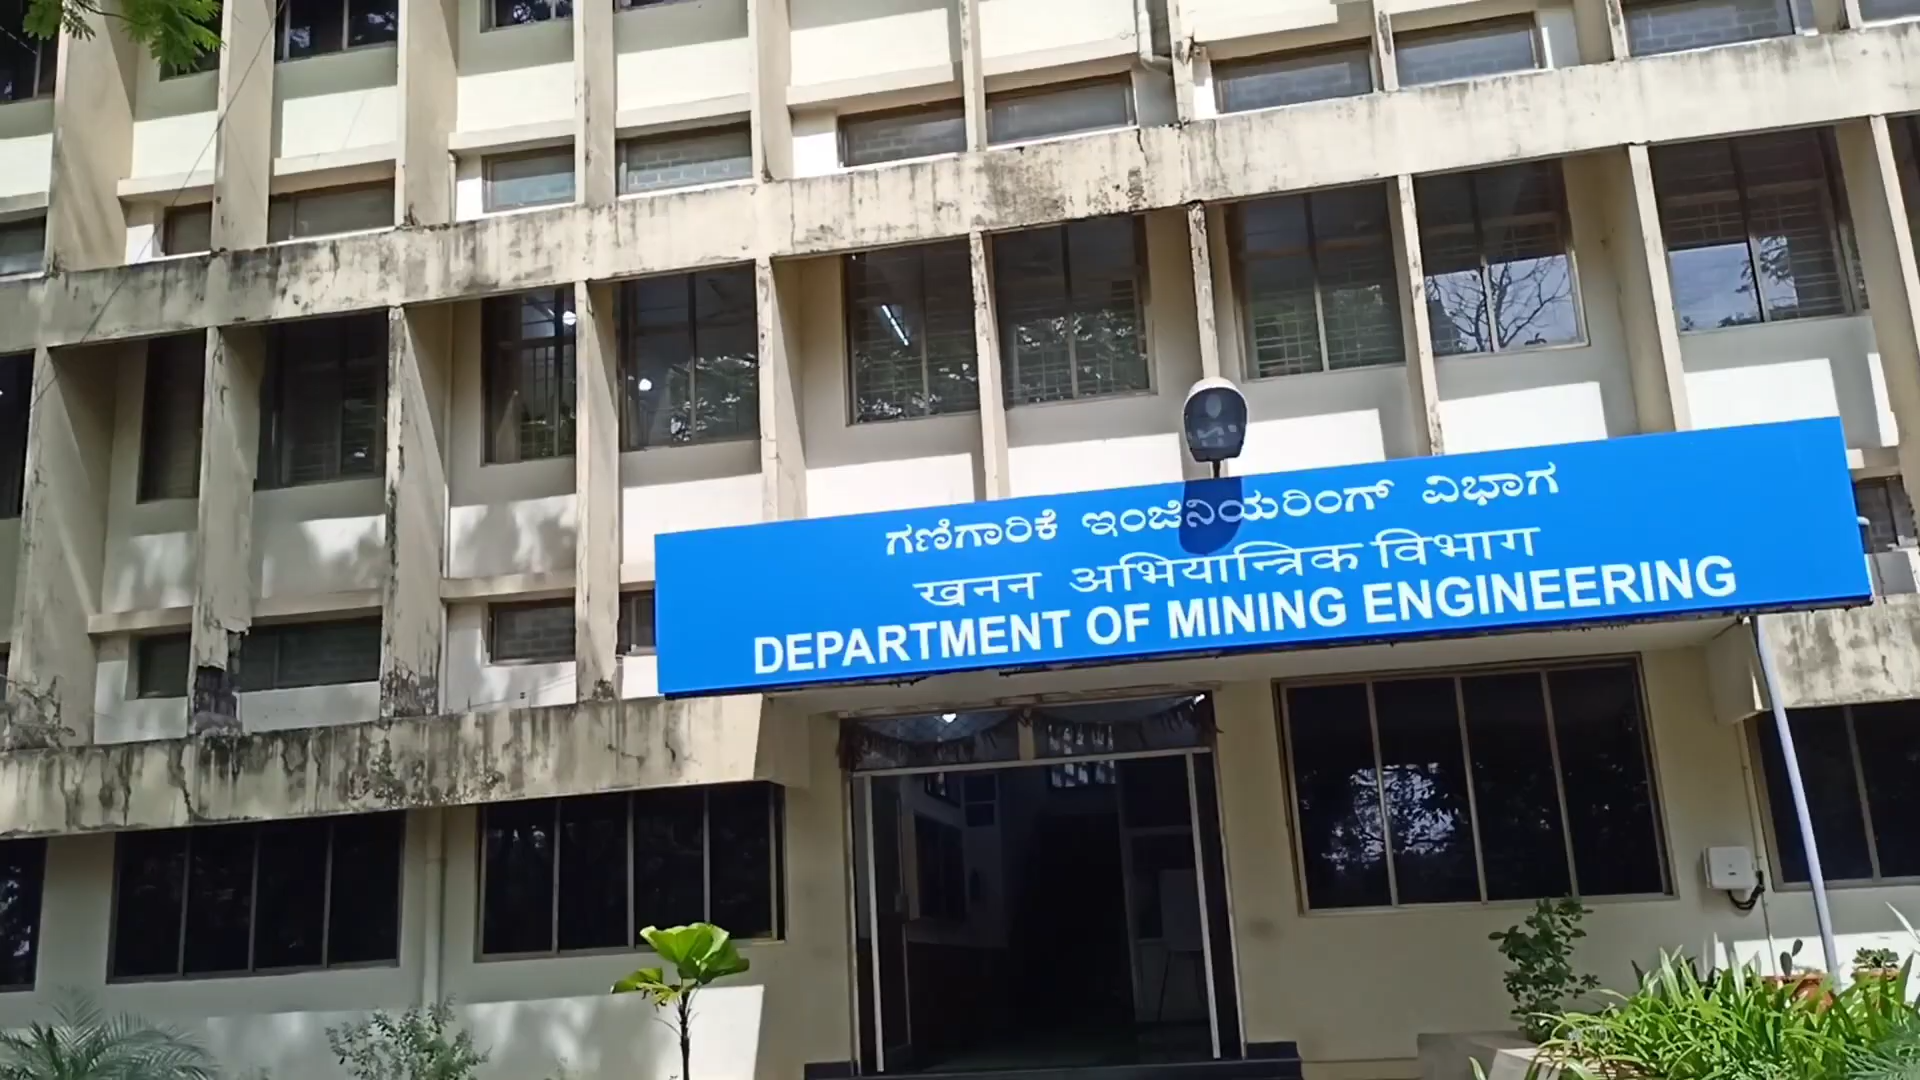 ಗಣಿಗಾರಿಕೆ ಇಂಜೆನಿಯರಿಂಗ್ ವಿಭಾಗ
खनन अभियान्त्रिक विभाग
DEPARTMENT OF MINING ENGINEERING